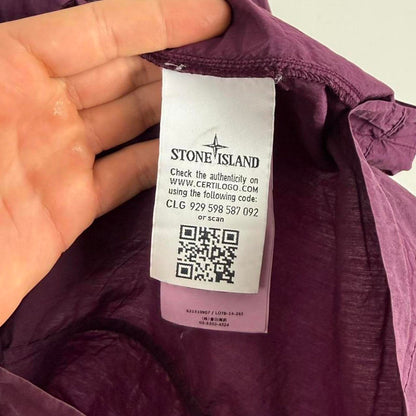 STONE ISLAND
Check the authenticity on
WWW.CERTILOGO.COM
using the following code:
CLG 929 598 587 092
or scan